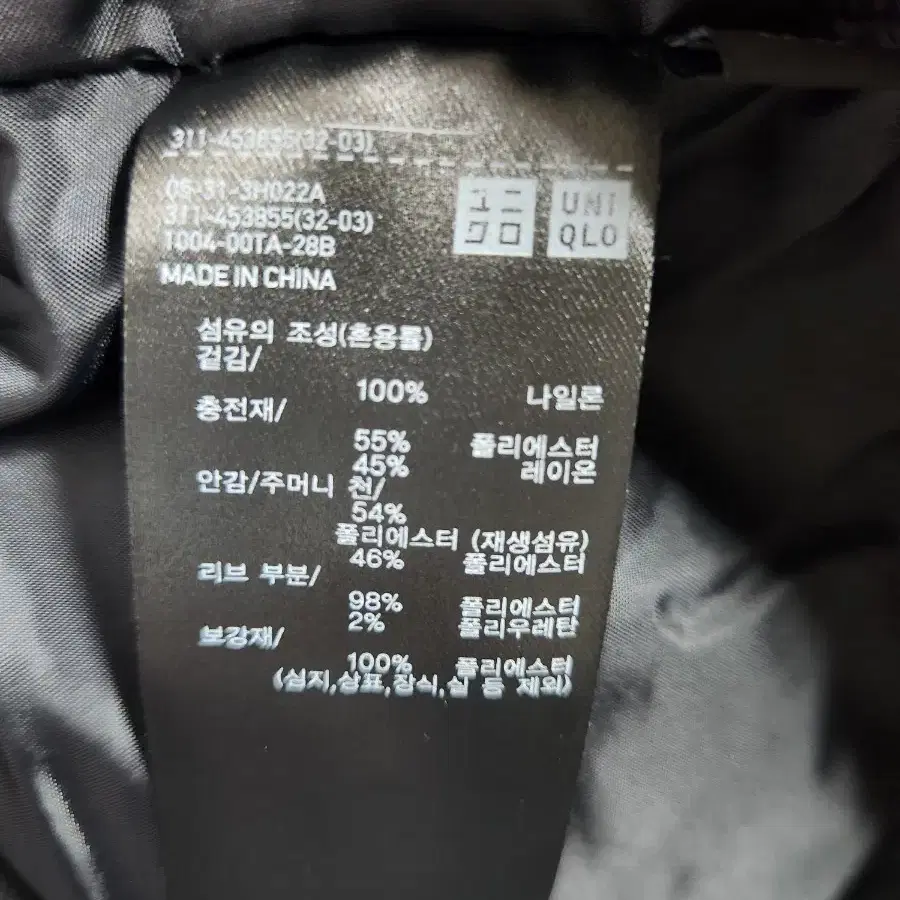 311-453855(32-03)
05-31-3H022A
311-453855(32-03)
1004-00TA-28B
MADE IN CHINA
ユニ
クロ
UNI
QLO
섬유의 조성(혼용률)
겉감/
100% 나일론
충전재/
55% 폴리에스터
45% 레이온
안감/주머니 천/
54%
폴리에스터 (재생섬유)
46% 폴리에스터
리브 부분/
98% 폴리에스터
2% 폴리우레탄
보강재/
100% 폴리에스터
(심지,상표,장식,실 등 제외)